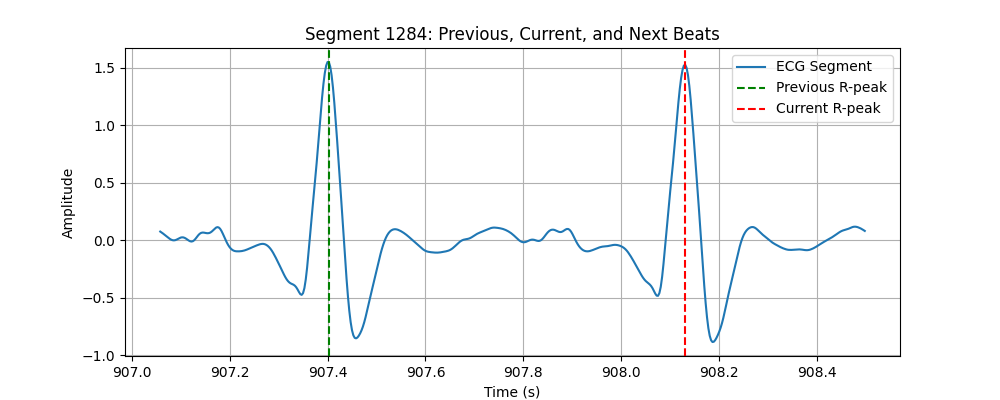 Segment 1284: Previous, Current, and Next Beats
ECG Segment
Previous R-peak
Current R-peak
1.5
1.0
0.5
0.0
−0.5
−1.0
Amplitude
907.0 907.2 907.4 907.6 907.8 908.0 908.2 908.4
Time (s)